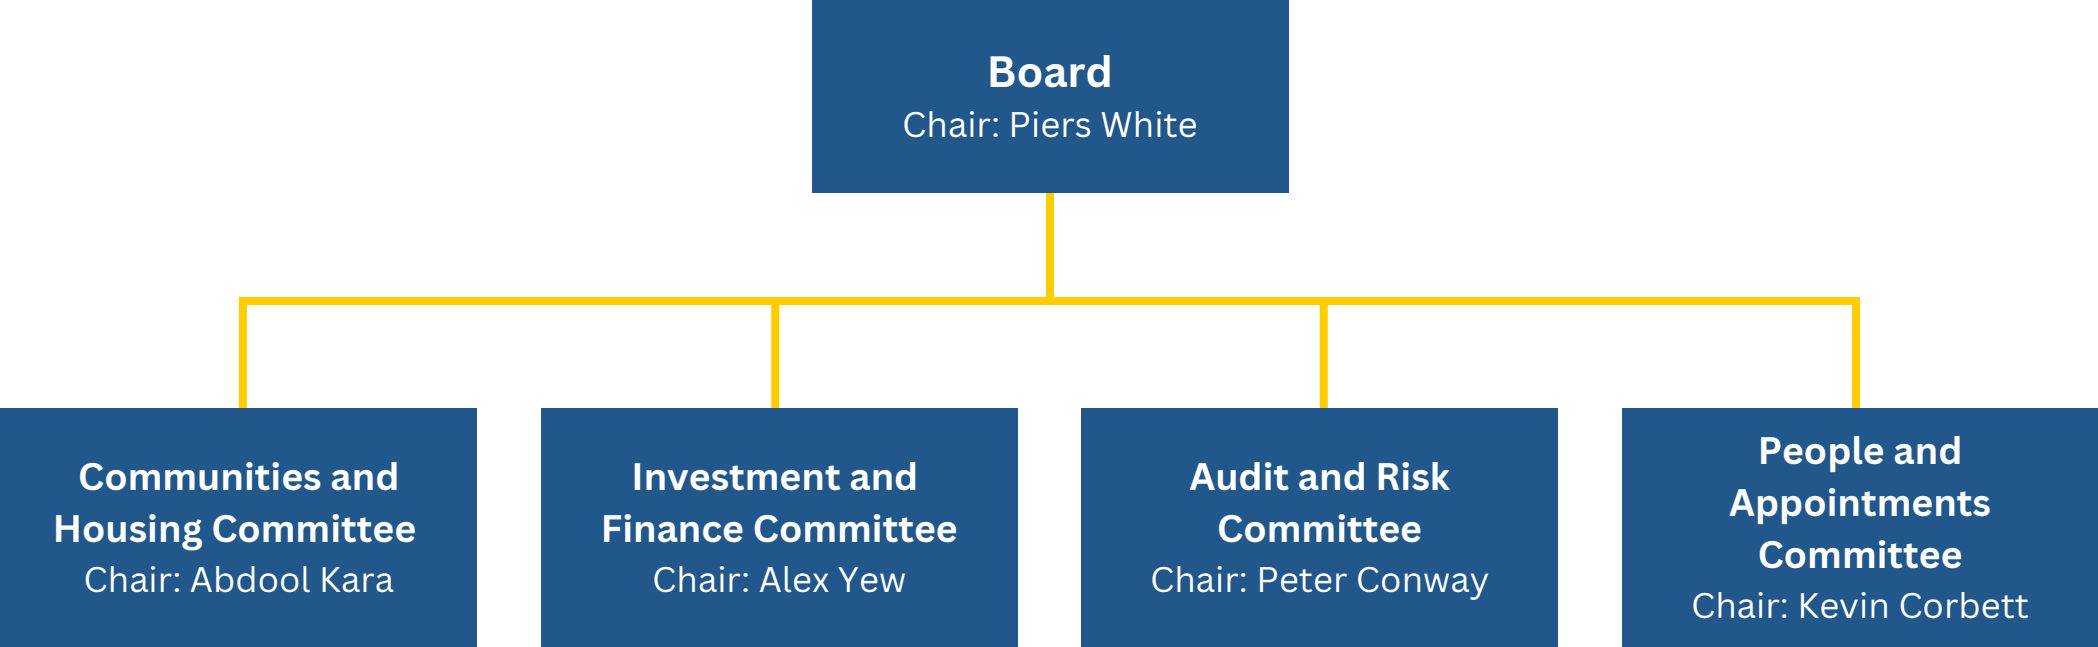 Board
Chair: Piers White
Communities and
Housing Committee
Chair: Abdool Kara
Investment and
Finance Committee
Chair: Alex Yew
Audit and Risk
Committee
Chair: Peter Conway
People and
Appointments
Committee
Chair: Kevin Corbett